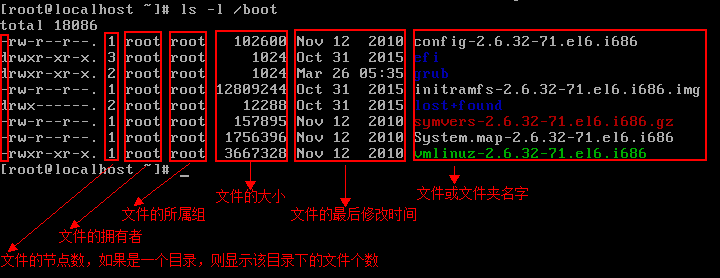 [root@localhost ~]# ls -l /boot
total 18086
-rw-r--r--. 1 root root 102600 Nov 12 2010 config-2.6.32-71.el6.i686
drwxr-xr-x. 3 root root 1024 Oct 31 2015 efi
drwxr-xr-x. 2 root root 1024 Mar 26 05:35 grub
-rw-r--r--. 1 root root 12809244 Oct 31 2015 initramfs-2.6.32-71.el6.i686.img
drwx------. 2 root root 12288 Oct 31 2015 lost+found
-rw-r--r--. 1 root root 157895 Nov 12 2010 symvers-2.6.32-71.el6.i686.gz
-rw-r--r--. 1 root root 1756396 Nov 12 2010 System.map-2.6.32-71.el6.i686
-rwxr-xr-x. 1 root root 3667328 Nov 12 2010 vmlinuz-2.6.32-71.el6.i686
[root@localhost ~]# _
文件的大小
文件或文件夹名字
文件的所属组
文件的最后修改时间
文件的拥有者
文件的节点数，如果是一个目录，则显示该目录下的文件个数